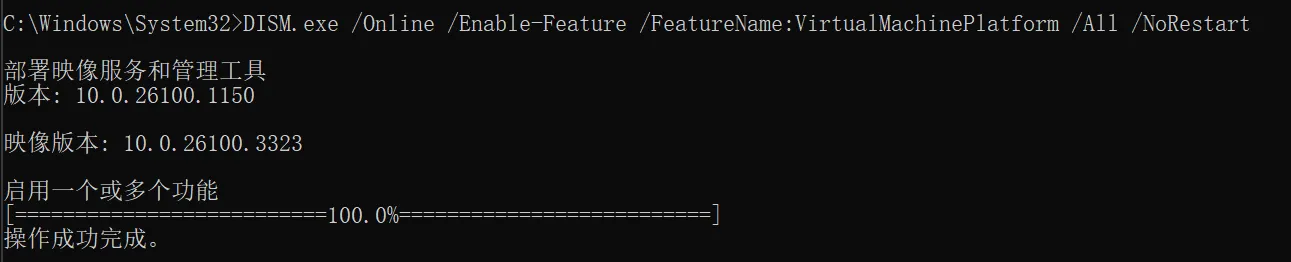 C:\Windows\System32>DISM.exe /Online /Enable-Feature /FeatureName:VirtualMachinePlatform /All /NoRestart
部署映像服务和管理工具
版本: 10.0.26100.1150
映像版本: 10.0.26100.3323
启用一个或多个功能
[==========================100.0%==========================]
操作成功完成。